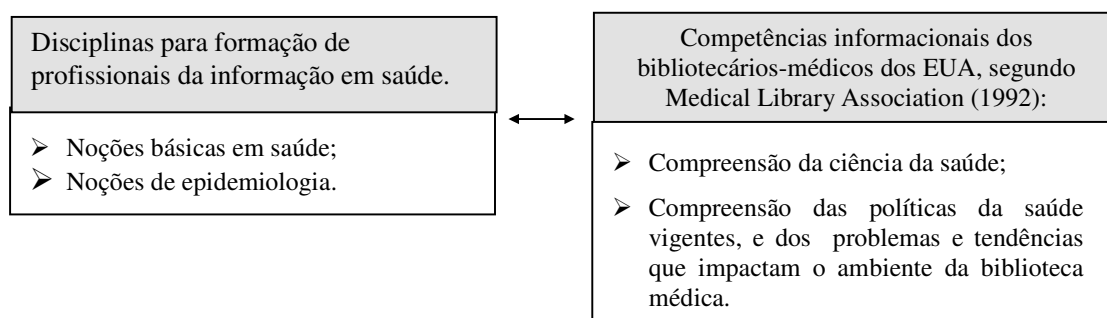 Disciplinas para formação de
profissionais da informação em saúde.
➢ Noções básicas em saúde;
➢ Noções de epidemiologia.
Competências informacionais dos
bibliotecários-médicos dos EUA, segundo
Medical Library Association (1992):
➢ Compreensão da ciência da saúde;
➢ Compreensão das políticas da saúde
vigentes, e dos problemas e tendências
que impactam o ambiente da biblioteca
médica.